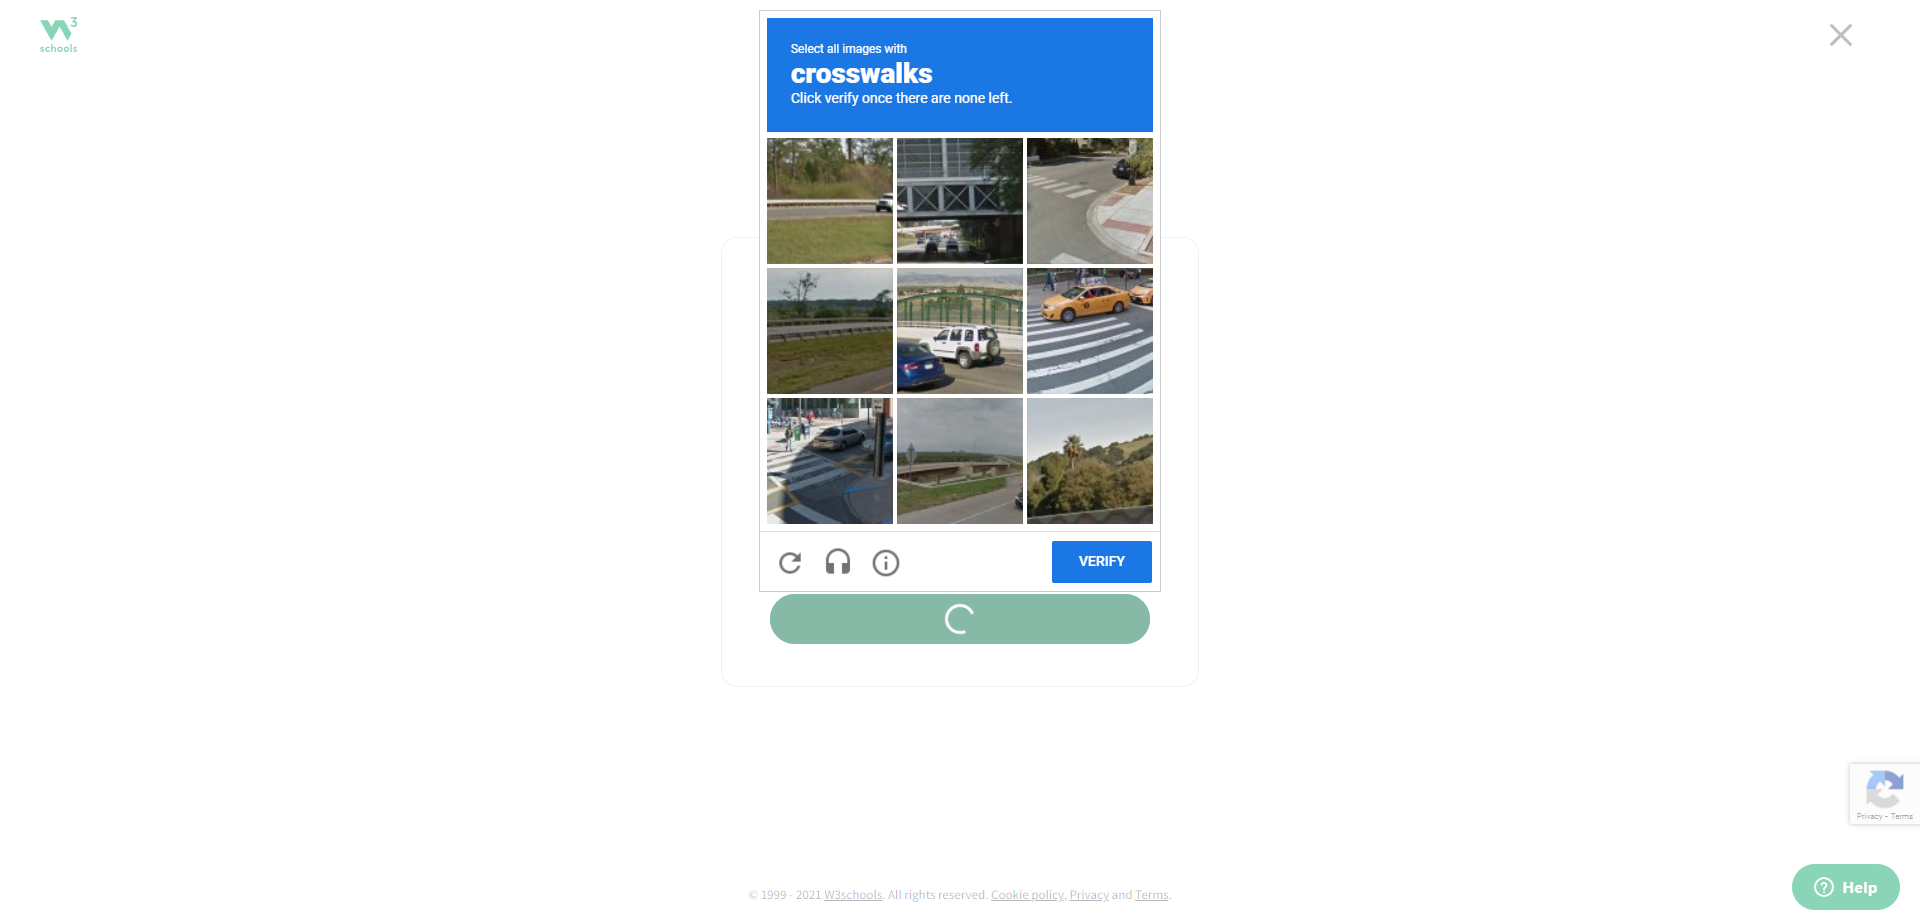 W3
schools
Select all images with
crosswalks
Click verify once there are none left.
VERIFY
Privacy - Terms
Help
© 1999 - 2021 W3schools. All rights reserved. Cookie policy, Privacy and Terms.